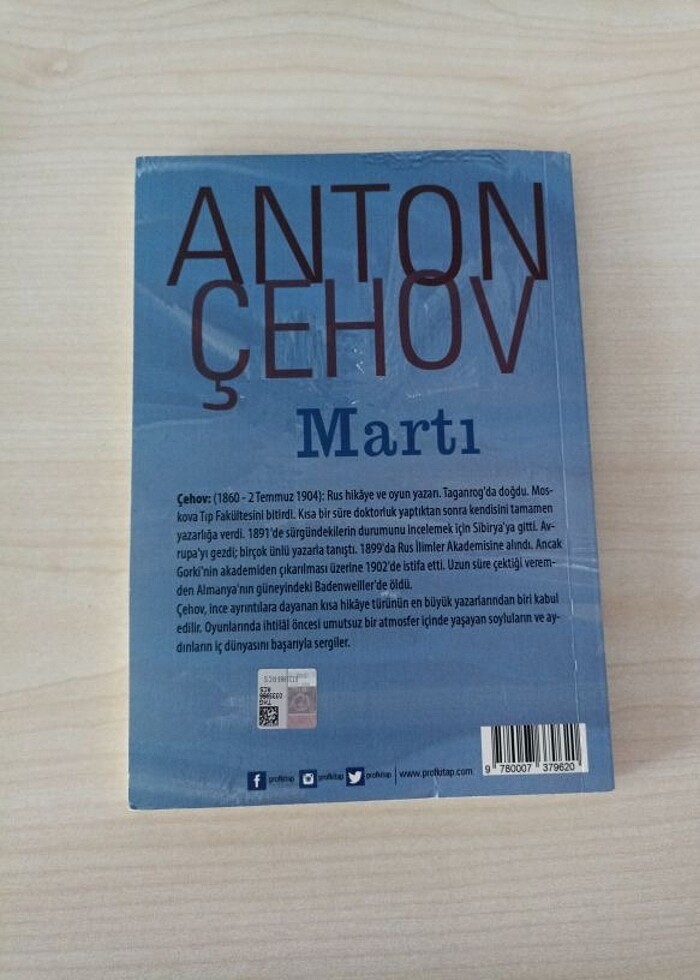 ANTON
ÇEHOV
Martı
Çehov: (1860 - 2 Temmuz 1904): Rus hikâye ve oyun yazarı. Taganrog'da doğdu. Mos-
kova Tıp Fakültesini bitirdi. Kısa bir süre doktorluk yaptıktan sonra kendisini tamamen
yazarlığa verdi. 1891'de sürgündekilerin durumunu incelemek için Sibirya'ya gitti. Av-
rupa'yı gezdi; birçok ünlü yazarla tanıştı. 1899'da Rus İlimler Akademisine alındı. Ancak
Gorki'nin akademiden çıkarılması üzerine 1902'de istifa etti. Uzun süre çektiği verem-
den Almanya'nın güneyindeki Badenweiller'de öldü.
Çehov, ince ayrıntılara dayanan kısa hikâye türünün en büyük yazarlarından biri kabul
edilir. Oyunlarında ihtilâl öncesi umutsuz bir atmosfer içinde yaşayan soyluların ve ay-
dınların iç dünyasını başarıyla sergiler.
profkitap profkitap profkitap www.profkitap.com
9 780007 379620